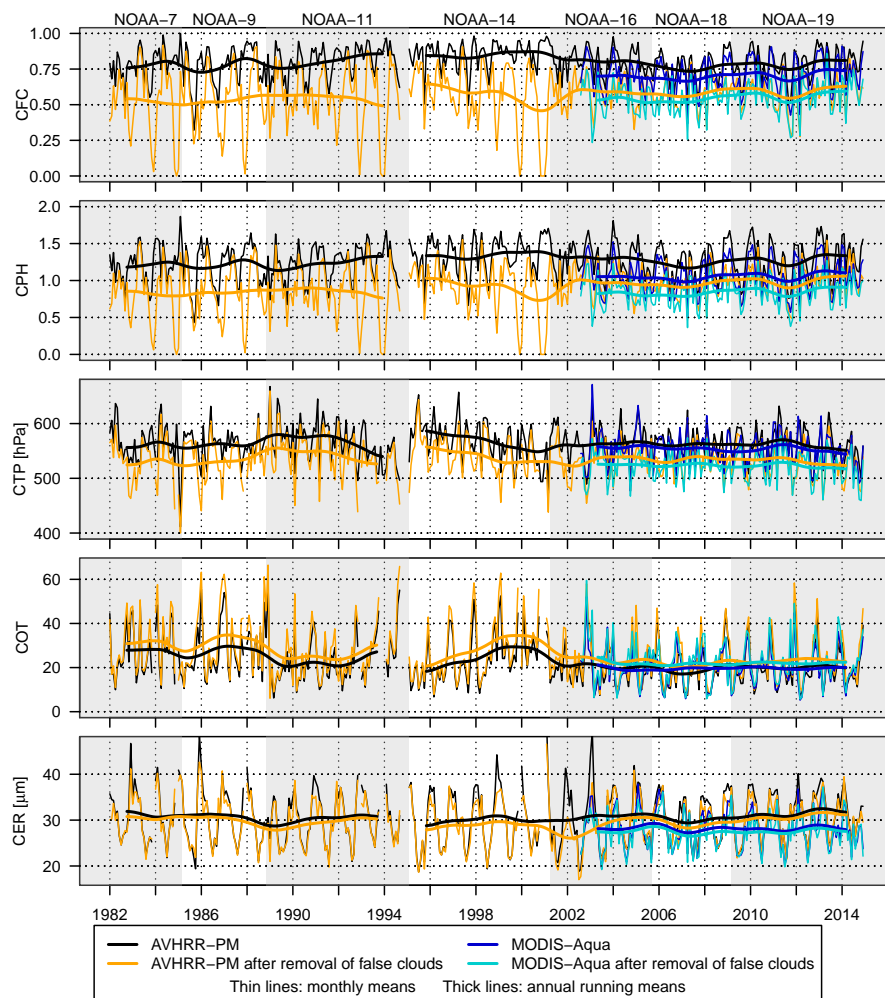 NOAA−7 NOAA−9 NOAA−11 NOAA−14 NOAA−16 NOAA−18 NOAA−19
1.00
0.75
0.50
0.25
0.00
CFC
2.0
1.5
1.0
0.5
0.0
CPH
600
500
400
CTP [hPa]
60
40
20
0
COT
40
30
20
CER [µm]
1982 1986 1990 1994 1998 2002 2006 2010 2014
AVHRR−PM MODIS−Aqua
AVHRR−PM after removal of false clouds MODIS−Aqua after removal of false clouds
Thin lines: monthly means Thick lines: annual running means